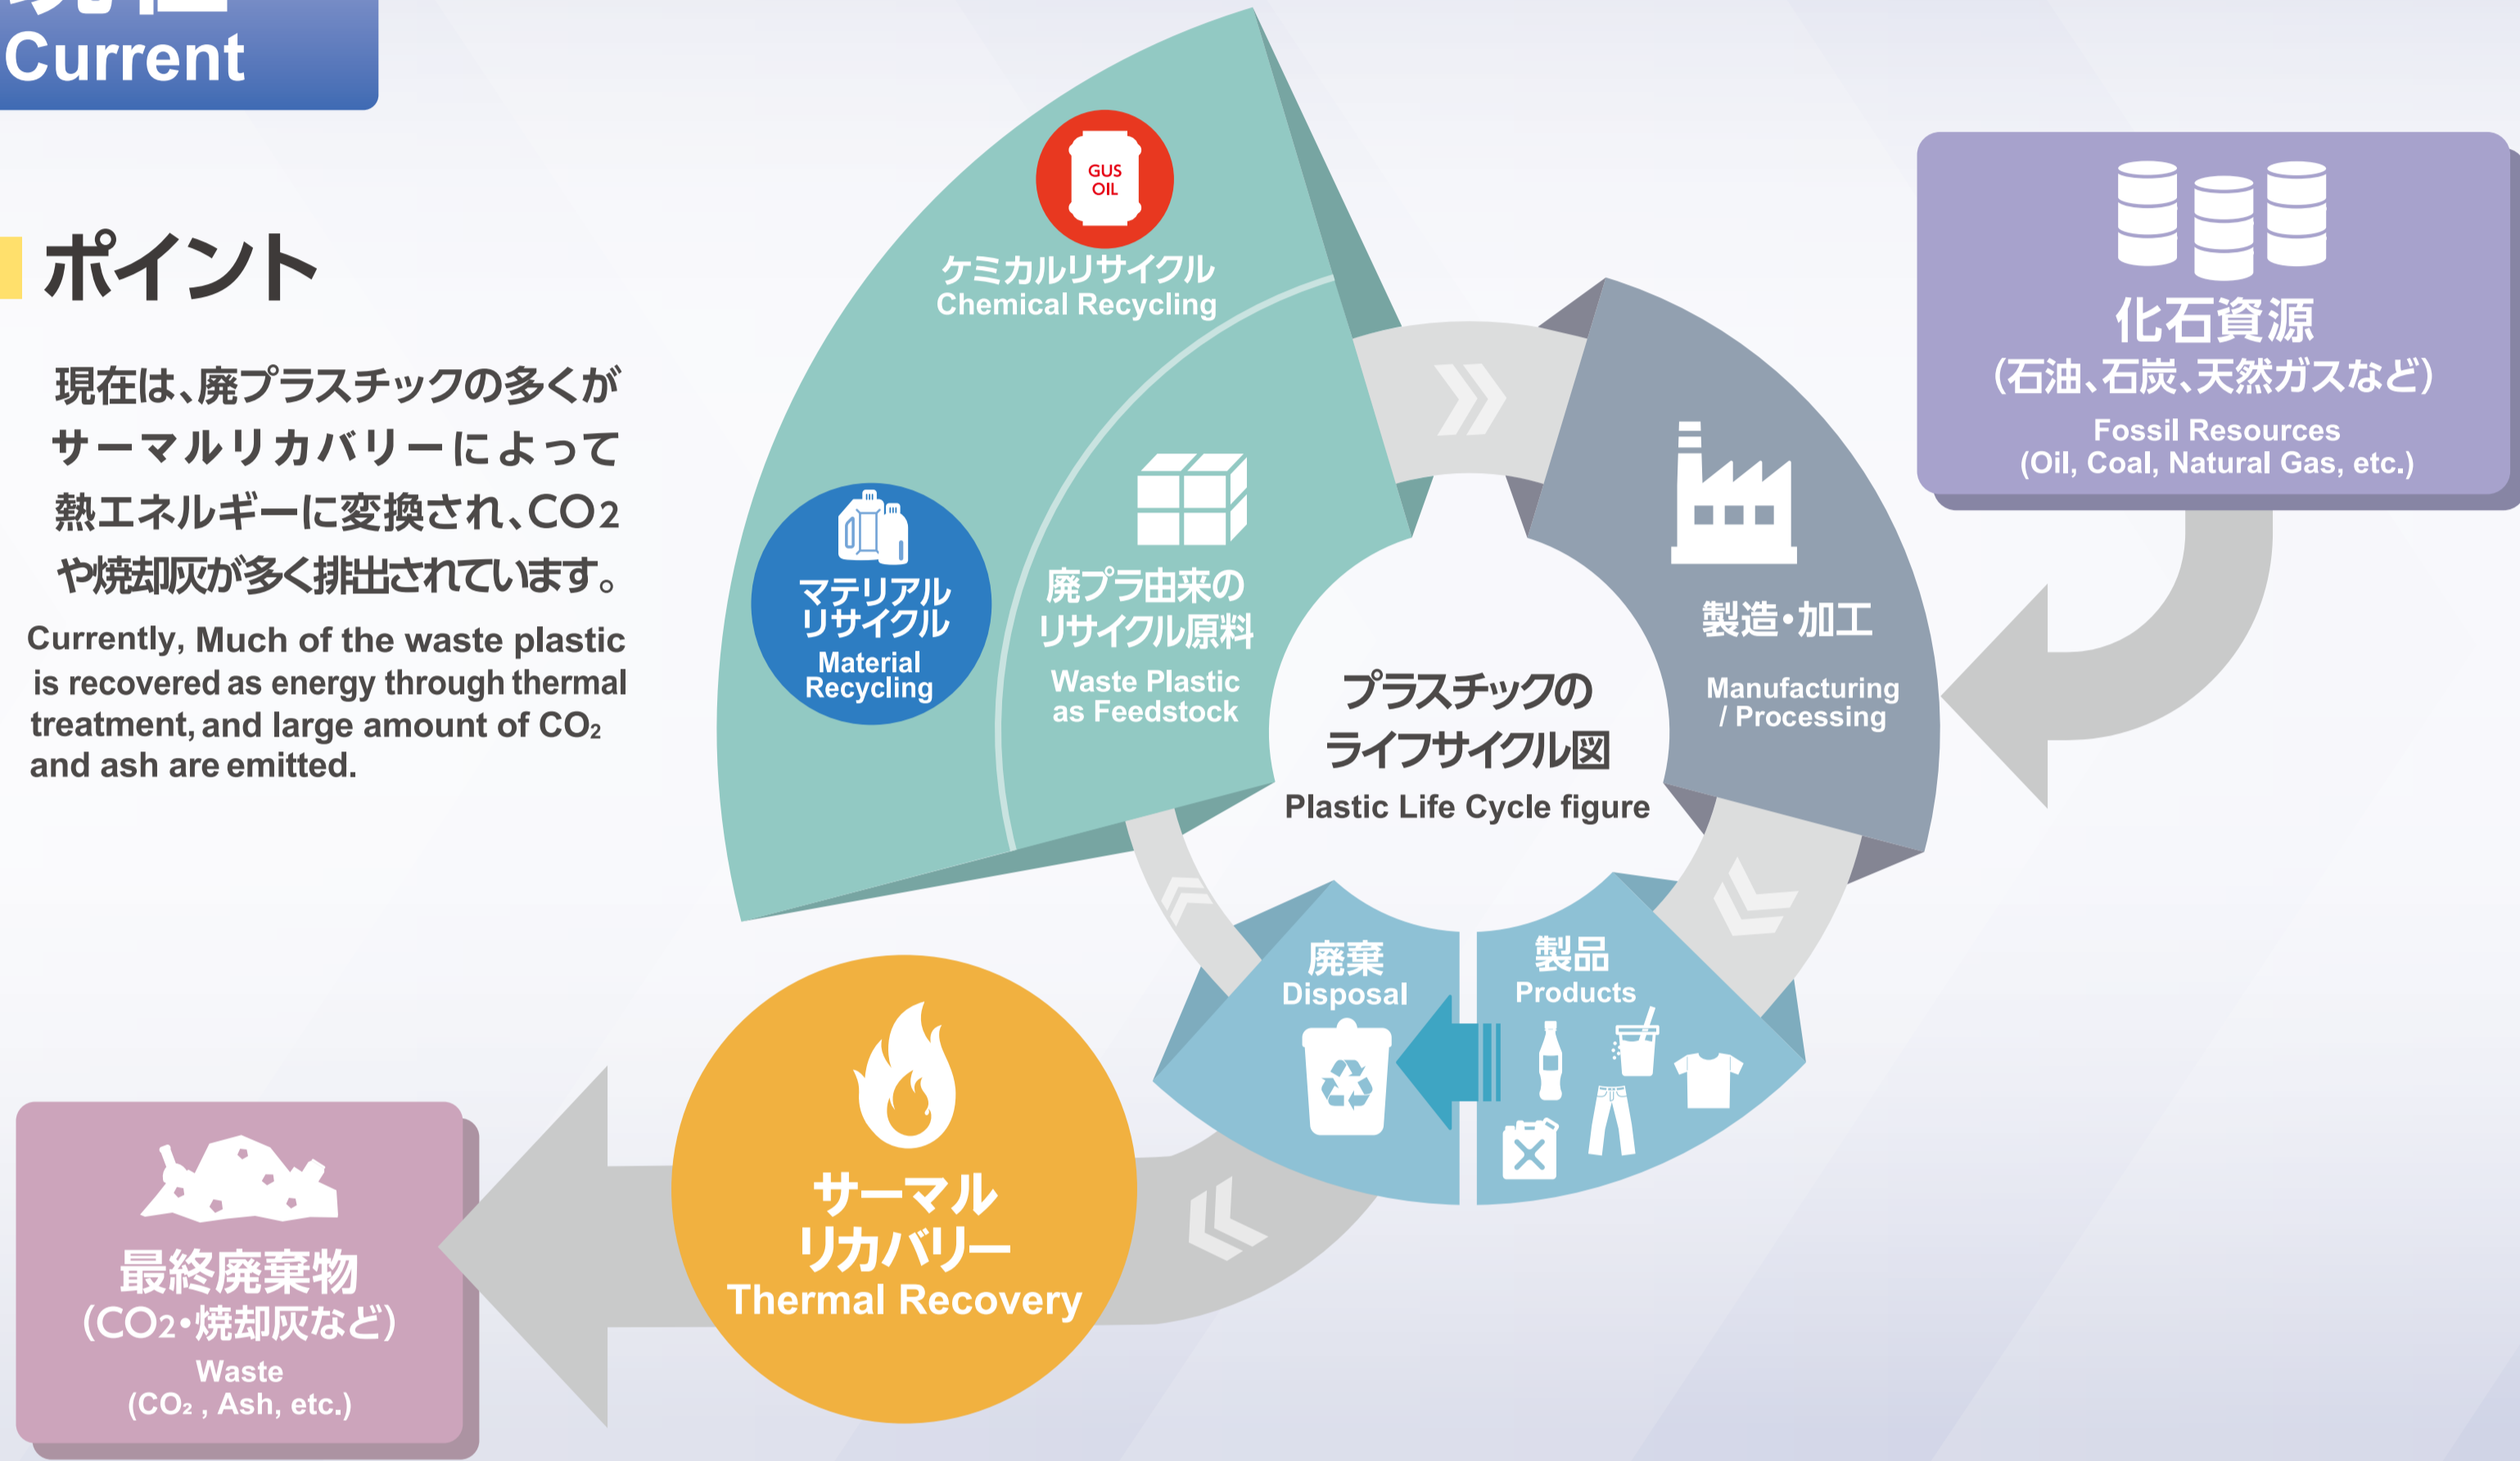 Current
ポイント
現在は、廃プラスチックの多くが
サーマルリカバリーによって
熱エネルギーに変換され、CO2
や焼却灰が多く排出されています。
Currently, Much of the waste plastic
is recovered as energy through thermal
treatment, and large amount of CO₂
and ash are emitted.
GUS
OIL
ケミカルリサイクル
Chemical Recycling
マテリアル
リサイクル
Material
Recycling
廃プラ由来の
リサイクル原料
Waste Plastic
as Feedstock
プラスチックの
ライフサイクル図
Plastic Life Cycle figure
製造・加工
Manufacturing
/ Processing
化石資源
(石油、石炭、天然ガスなど)
Fossil Resources
(Oil, Coal, Natural Gas, etc.)
廃棄
Disposal
製品
Products
サーマル
リカバリー
Thermal Recovery
最終廃棄物
(CO2・焼却灰など)
Waste
(CO₂ , Ash, etc.)